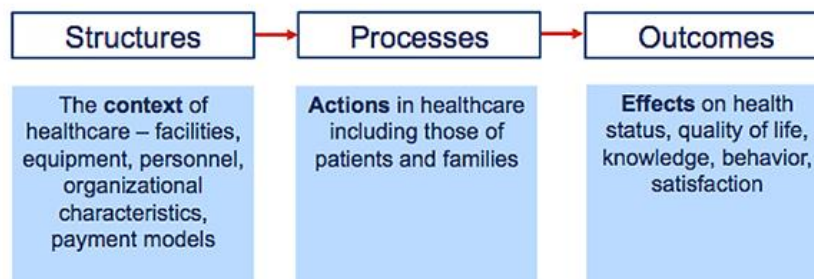 Structures
Processes
Outcomes
The context of
healthcare – facilities,
equipment, personnel,
organizational
characteristics,
payment models
Actions in healthcare
including those of
patients and families
Effects on health
status, quality of life,
knowledge, behavior,
satisfaction